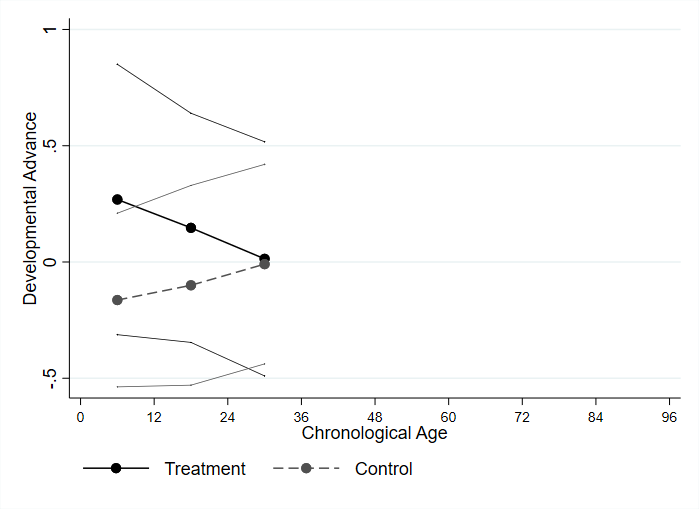 Developmental Advance
1
.5
0
-.5
0 12 24 36 48 60 72 84 96
Chronological Age
Treatment Control